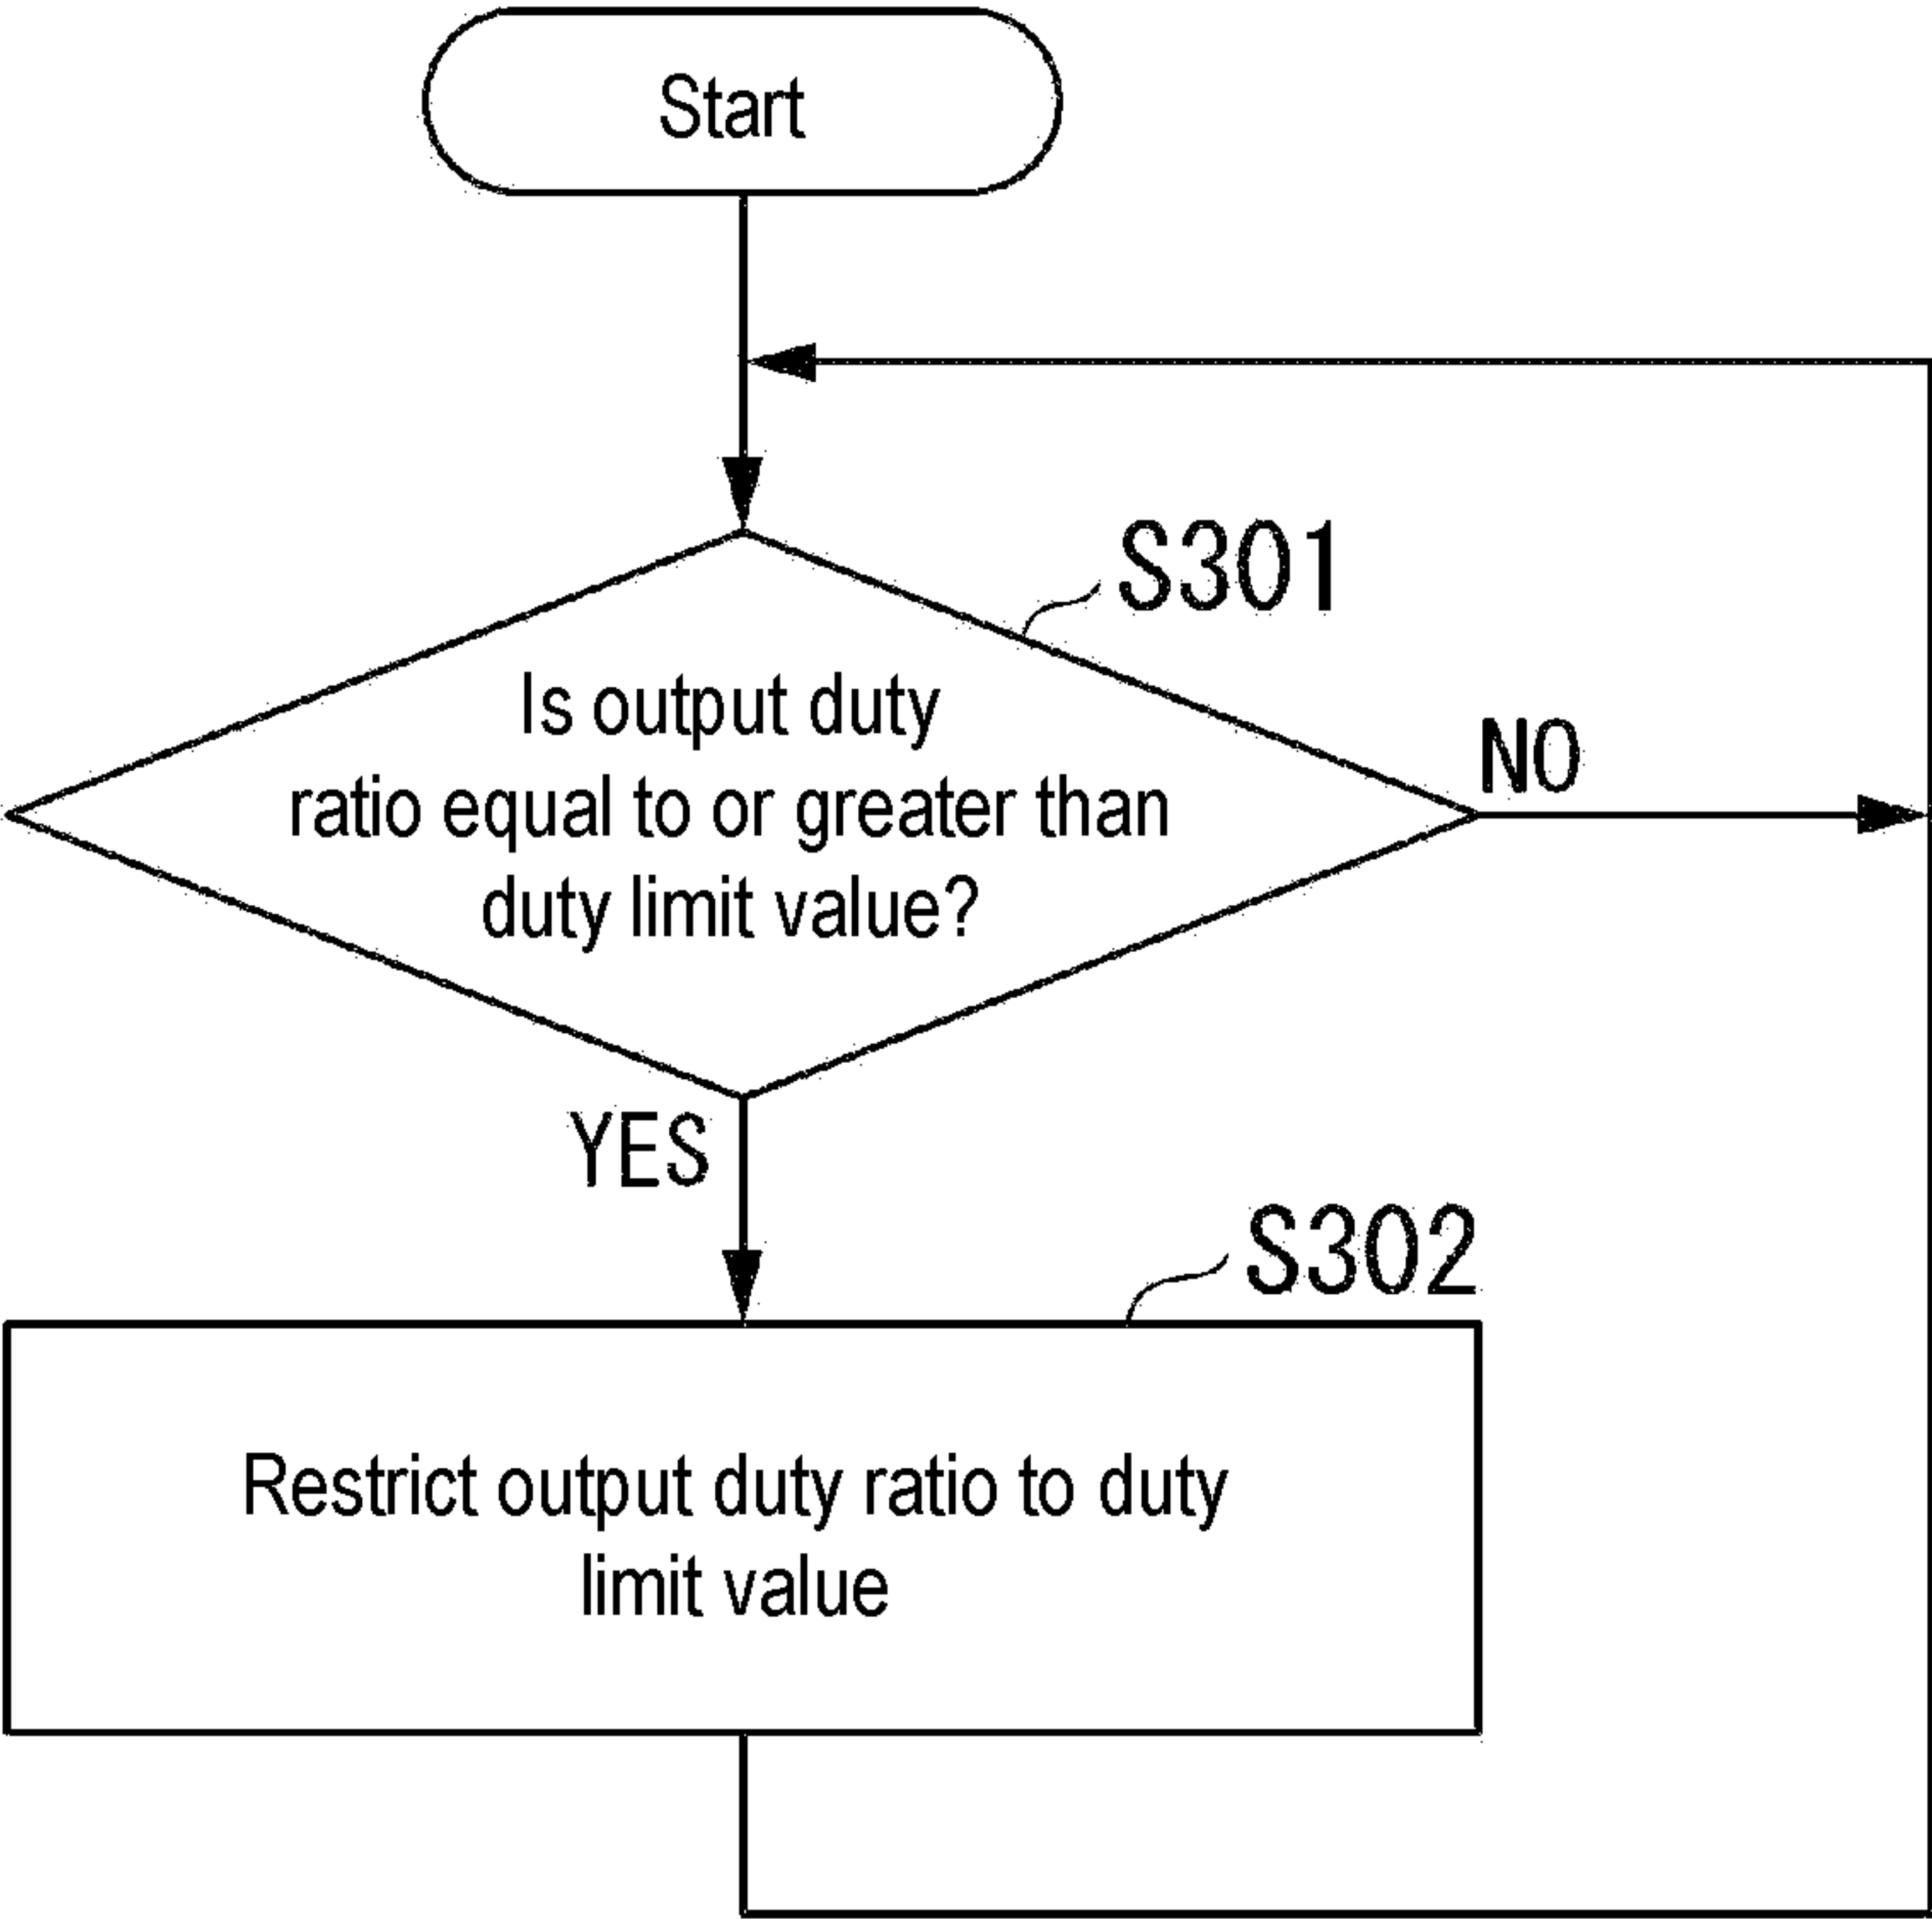 Start
S301
Is output duty
ratio equal to or greater than
duty limit value?
NO
YES
S302
Restrict output duty ratio to duty
limit value